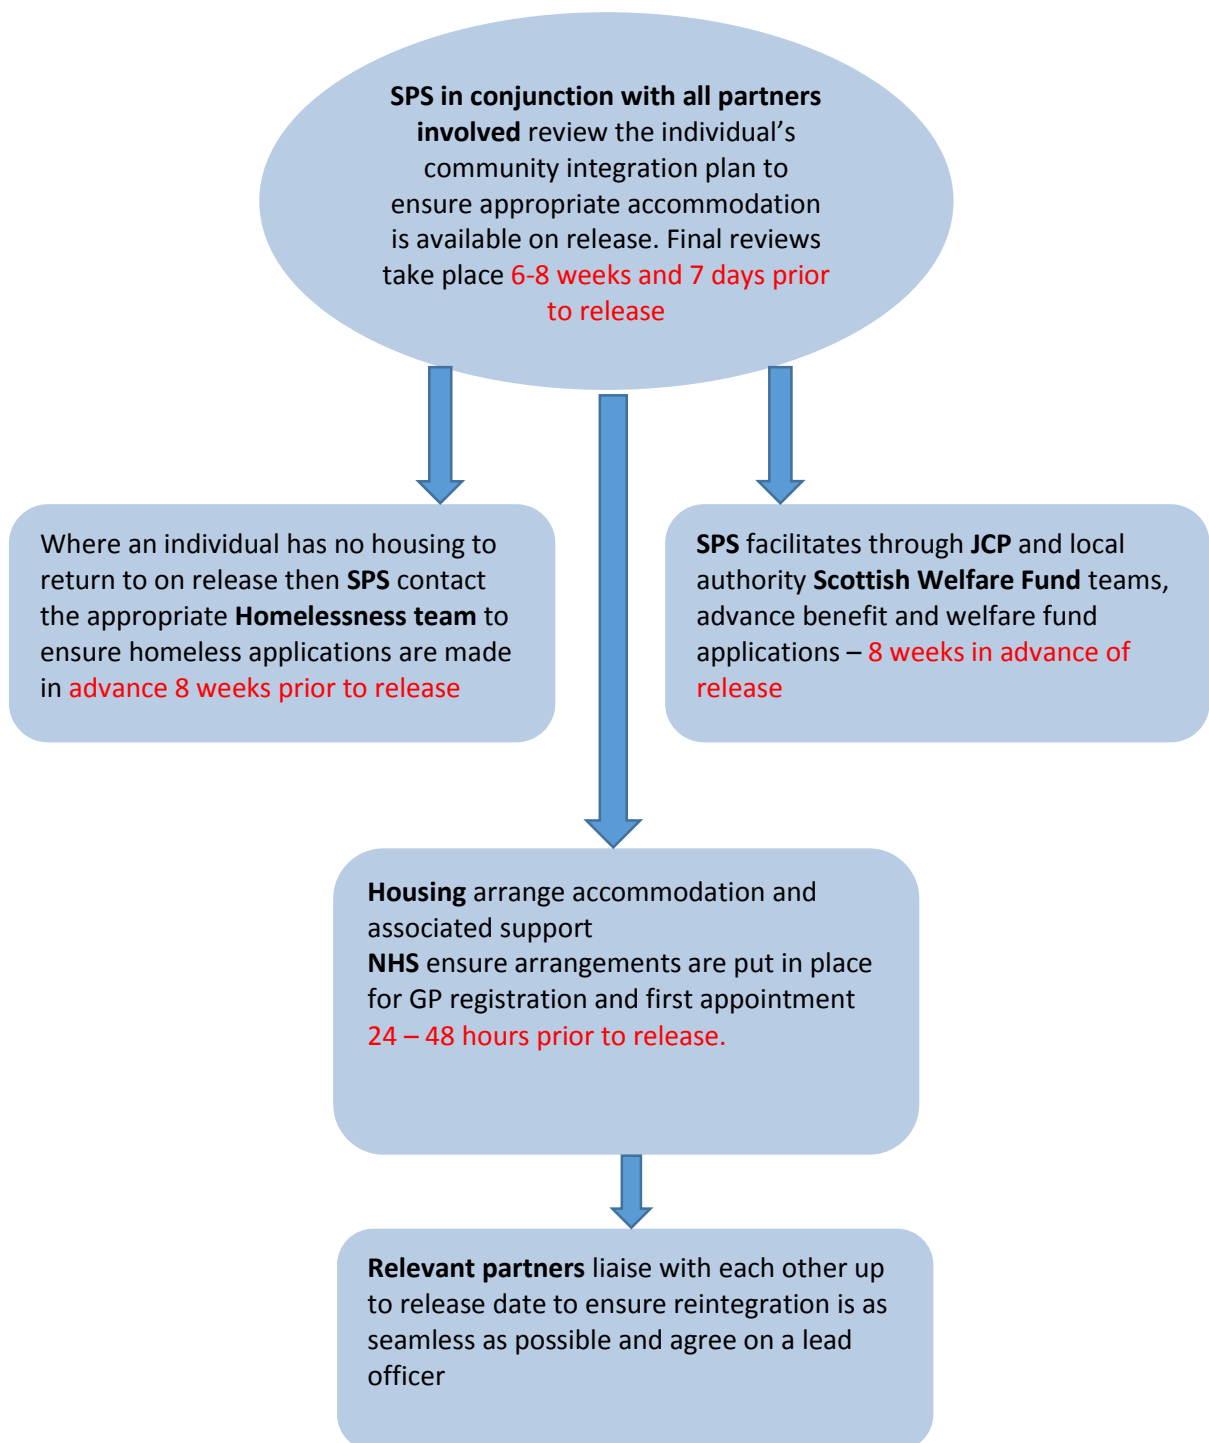 SPS in conjunction with all partners
involved review the individual’s
community integration plan to
ensure appropriate accommodation
is available on release. Final reviews
take place 6-8 weeks and 7 days prior
to release
Where an individual has no housing to
return to on release then SPS contact
the appropriate Homelessness team to
ensure homeless applications are made
in advance 8 weeks prior to release
SPS facilitates through JCP and local
authority Scottish Welfare Fund teams,
advance benefit and welfare fund
applications – 8 weeks in advance of
release
Housing arrange accommodation and
associated support
NHS ensure arrangements are put in place
for GP registration and first appointment
24 – 48 hours prior to release.
Relevant partners liaise with each other up
to release date to ensure reintegration is as
seamless as possible and agree on a lead
officer